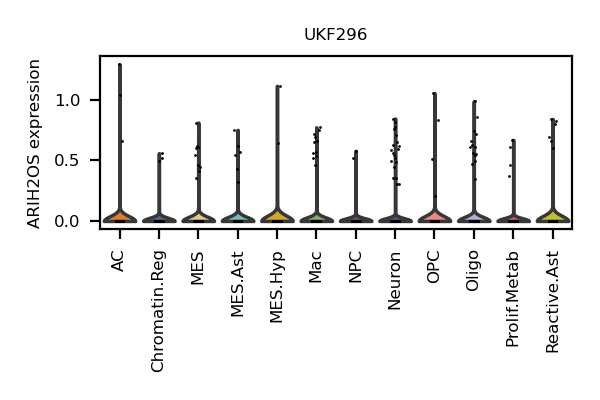 UKF296
ARIH2OS expression
1.0
0.5
0.0
AC
Chromatin.Reg
MES
MES.Ast
MES.Hyp
Mac
NPC
Neuron
OPC
Oligo
Prolif.Metab
Reactive.Ast